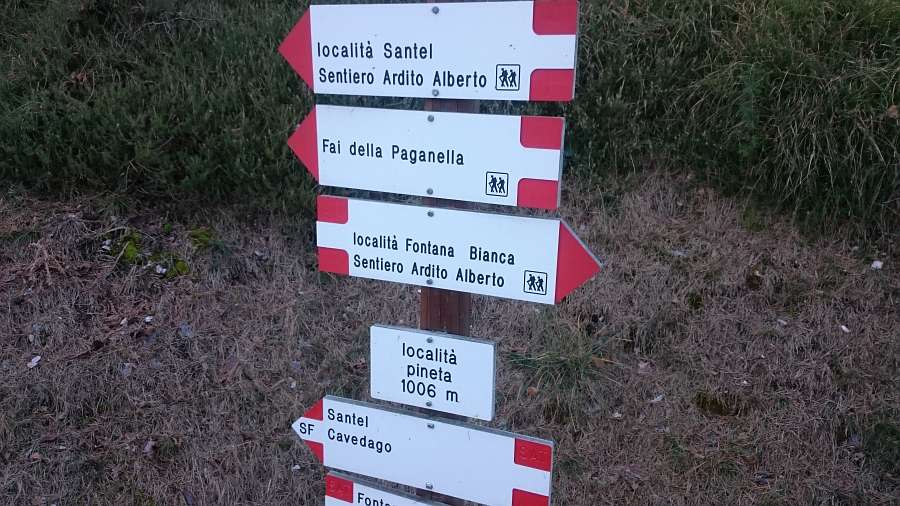 località Santel
Sentiero Ardito Alberto
Fai della Paganella
località Fontana Bianca
Sentiero Ardito Alberto
località
pineta
1006 m
Santel
SF Cavedago
SAT
SAT